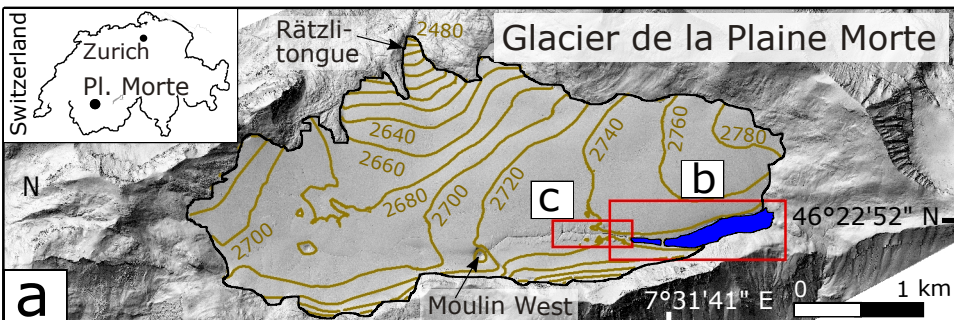 Switzerland
Zurich
Pl. Morte
Rätzli-
tongue
2480
Glacier de la Plaine Morte
2640
2660
2680
2700
2720
2740
2760
2780
N
2700
c
b
46°22'52" N
a
Moulin West
7°31'41" E
0
1 km